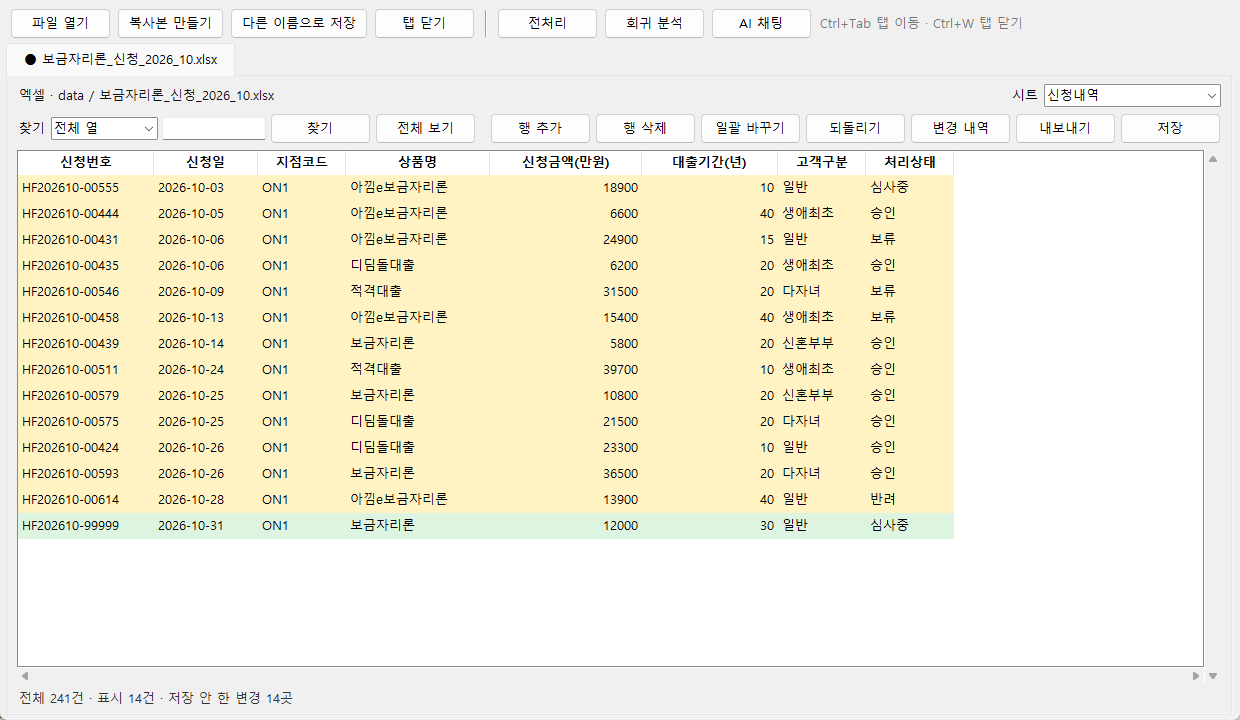 파일 열기 복사본 만들기 다른 이름으로 저장 탭 닫기 전처리 회귀 분석 AI 채팅 Ctrl+Tab 탭 이동 · Ctrl+W 탭 닫기
● 보금자리론_신청_2026_10.xlsx
엑셀 · data / 보금자리론_신청_2026_10.xlsx 시트 신청내역
찾기 전체 열 찾기 전체 보기 행 추가 행 삭제 일괄 바꾸기 되돌리기 변경 내역 내보내기 저장
신청번호 신청일 지점코드 상품명 신청금액(만원) 대출기간(년) 고객구분 처리상태
HF202610-00555 2026-10-03 ON1 아낌e보금자리론 18900 10 일반 심사중
HF202610-00444 2026-10-05 ON1 아낌e보금자리론 6600 40 생애최초 승인
HF202610-00431 2026-10-06 ON1 아낌e보금자리론 24900 15 일반 보류
HF202610-00435 2026-10-06 ON1 디딤돌대출 6200 20 생애최초 승인
HF202610-00546 2026-10-09 ON1 적격대출 31500 20 다자녀 보류
HF202610-00458 2026-10-13 ON1 아낌e보금자리론 15400 40 생애최초 보류
HF202610-00439 2026-10-14 ON1 보금자리론 5800 20 신혼부부 승인
HF202610-00511 2026-10-24 ON1 적격대출 39700 10 생애최초 승인
HF202610-00579 2026-10-25 ON1 보금자리론 10800 20 신혼부부 승인
HF202610-00575 2026-10-25 ON1 디딤돌대출 21500 20 다자녀 승인
HF202610-00424 2026-10-26 ON1 디딤돌대출 23300 10 일반 승인
HF202610-00593 2026-10-26 ON1 보금자리론 36500 20 다자녀 승인
HF202610-00614 2026-10-28 ON1 아낌e보금자리론 13900 40 일반 반려
HF202610-99999 2026-10-31 ON1 보금자리론 12000 30 일반 심사중
전체 241건 · 표시 14건 · 저장 안 한 변경 14곳